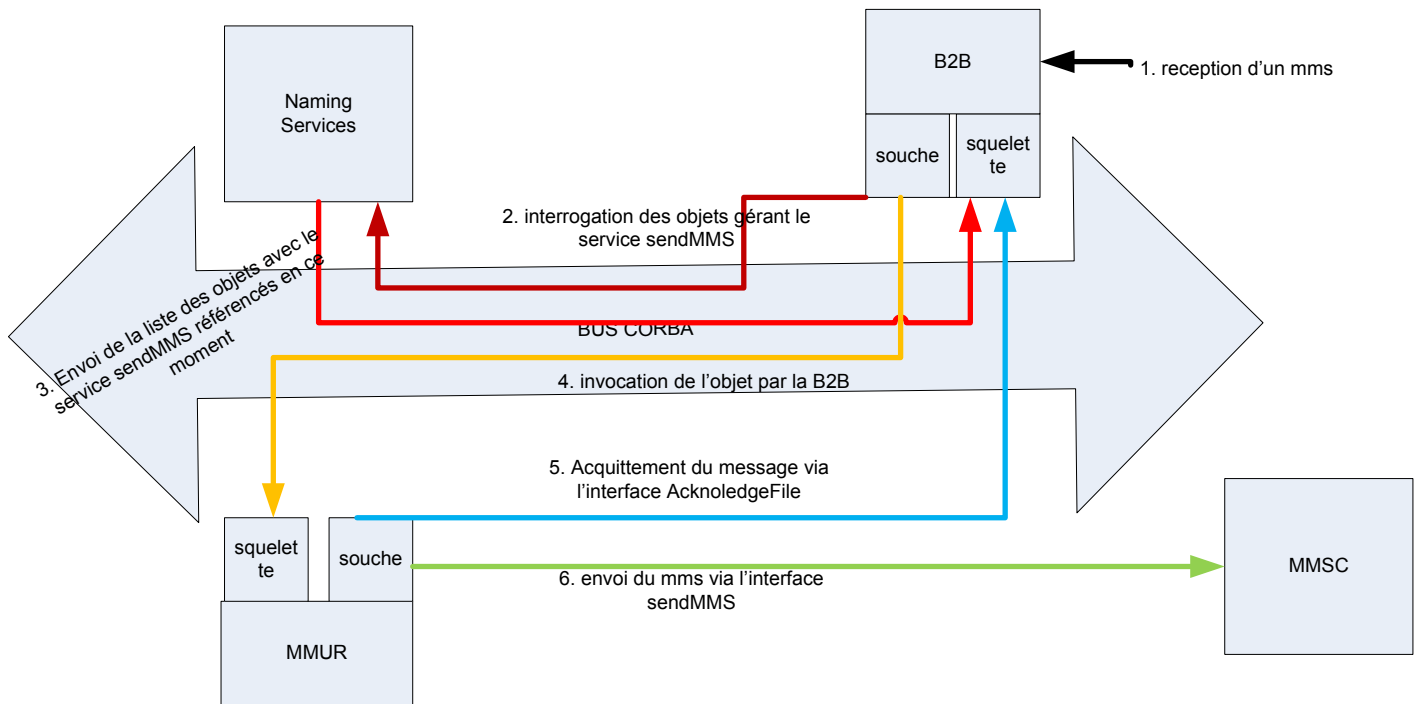 B2B
1. reception d'un mms
Naming
Services
souche
squelet
te
2. interrogation des objets gérant le
service sendMMS
3. Envoi de la liste des objets avec le
service sendMMS référencés en ce
moment
BUS CORBA
4. invocation de l'objet par la B2B
5. Acquittement du message via
l'interface AcknoledgeFile
squelet
te
souche
6. envoi du mms via l'interface
sendMMS
MMSC
MMUR